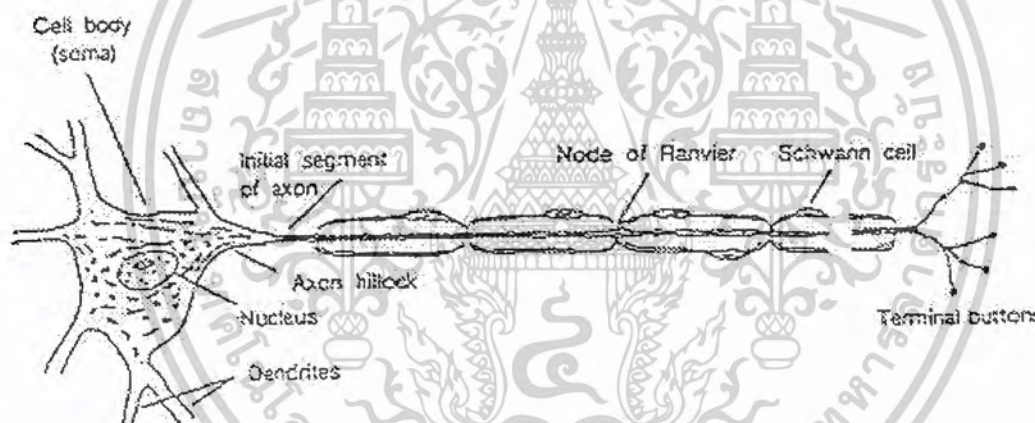 Cell body
(soma)
Initial segment
of axon
Node of Ranvier
Schwann cell
Axon hillock
Nucleus
Dendrites
Terminal buttons